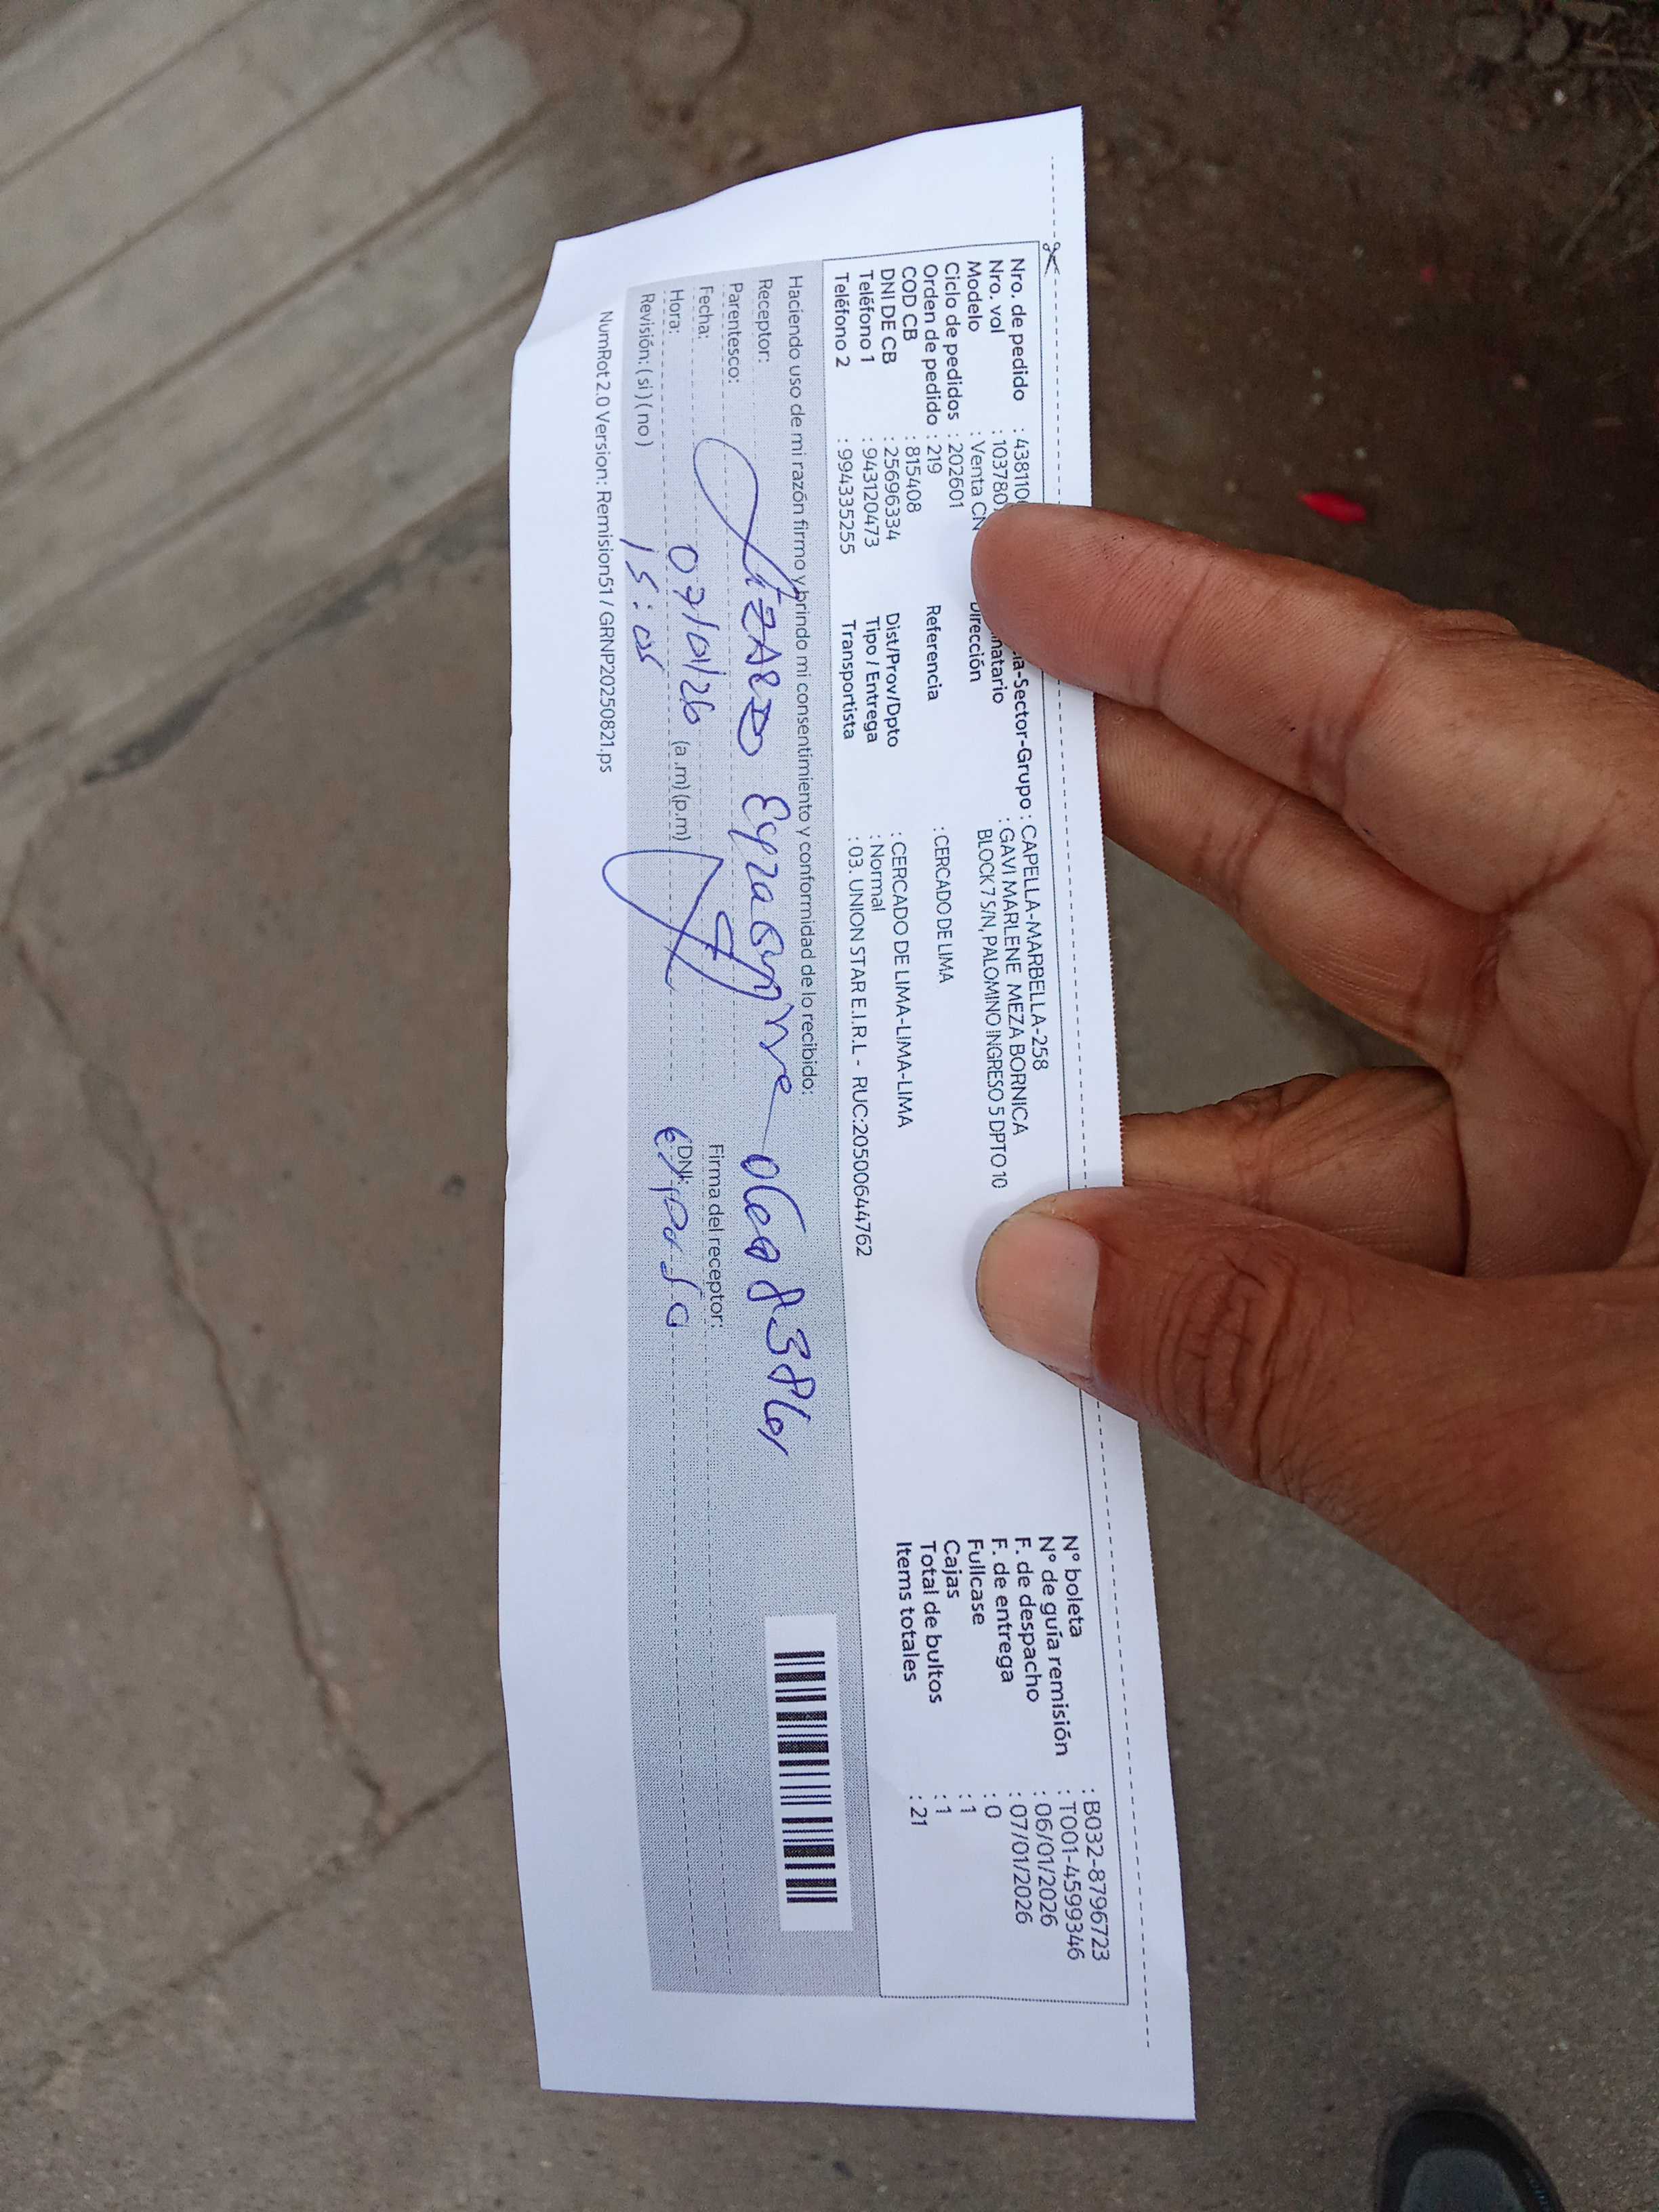 Nro. de pedido : 438110
Nro. vol : 103780
Modelo : Venta CN
Ciclo de pedidos : 202601
Orden de pedido : 219
COD CB : 815408
DNI DE CB : 25696334
Teléfono 1 : 943120473
Teléfono 2 : 994335255
ia-Sector-Grupo : CAPELLA-MARBELLA-258
inatario : GAVI MARLENE MEZA BORNICA
Dirección BLOCK 7 S/N, PALOMINO INGRESO 5 DPTO 10
Referencia : CERCADO DE LIMA
Dist/Prov/Dpto : CERCADO DE LIMA-LIMA-LIMA
Tipo / Entrega : Normal
Transportista : 03. UNION STAR E.I.R.L - RUC:20500644762
N° boleta : B032-8796723
N° de guía remisión : T001-4599346
F. de despacho : 06/01/2026
F. de entrega : 07/01/2026
Fullcase : 0
Cajas : 1
Total de bultos : 1
Items totales : 21
Haciendo uso de mi razón firmo y brindo mi consentimiento y conformidad de lo recibido:
Receptor:
Parentesco:
Fecha: 07/01/26
Hora: 15:05 (a.m) (p.m)
Revisión: ( si ) ( no )
Firma del receptor:
DNI:
NumRot 2.0 Version: Remision51 / GRNP20250821.ps